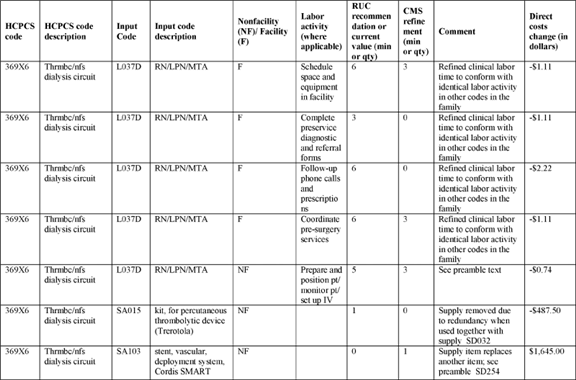 HCPCS code
HCPCS code description
Input Code
Input code description
Nonfacility (NF)/ Facility (F)
Labor activity (where applicable)
RUC recommen dation or current value (min or qty)
CMS refine ment (min or qty)
Comment
Direct costs change (in dollars)
369X6
Thrmbc/nfs dialysis circuit
L037D
RN/LPN/MTA
F
Schedule space and equipment in facility
6
3
Refined clinical labor time to conform with identical labor activity in other codes in the family
-$1.11
369X6
Thrmbc/nfs dialysis circuit
L037D
RN/LPN/MTA
F
Complete preservice diagnostic and referral forms
3
0
Refined clinical labor time to conform with identical labor activity in other codes in the family
-$1.11
369X6
Thrmbc/nfs dialysis circuit
L037D
RN/LPN/MTA
F
Follow-up phone calls and prescriptio ns
6
0
Refined clinical labor time to conform with identical labor activity in other codes in the family
-$2.22
369X6
Thrmbc/nfs dialysis circuit
L037D
RN/LPN/MTA
F
Coordinate pre-surgery services
6
3
Refined clinical labor time to conform with identical labor activity in other codes in the family
-$1.11
369X6
Thrmbc/nfs dialysis circuit
L037D
RN/LPN/MTA
NF
Prepare and position pt/ monitor pt/ set up IV
5
3
See preamble text
-$0.74
369X6
Thrmbc/nfs dialysis circuit
SA015
kit, for percutaneous thrombolytic device (Trerotola)
NF
1
0
Supply removed due to redundancy when used together with supply SD032
-$487.50
369X6
Thrmbc/nfs dialysis circuit
SA103
stent, vascular, deployment system, Cordis SMART
NF
0
1
Supply item replaces another item; see preamble SD254
$1,645.00